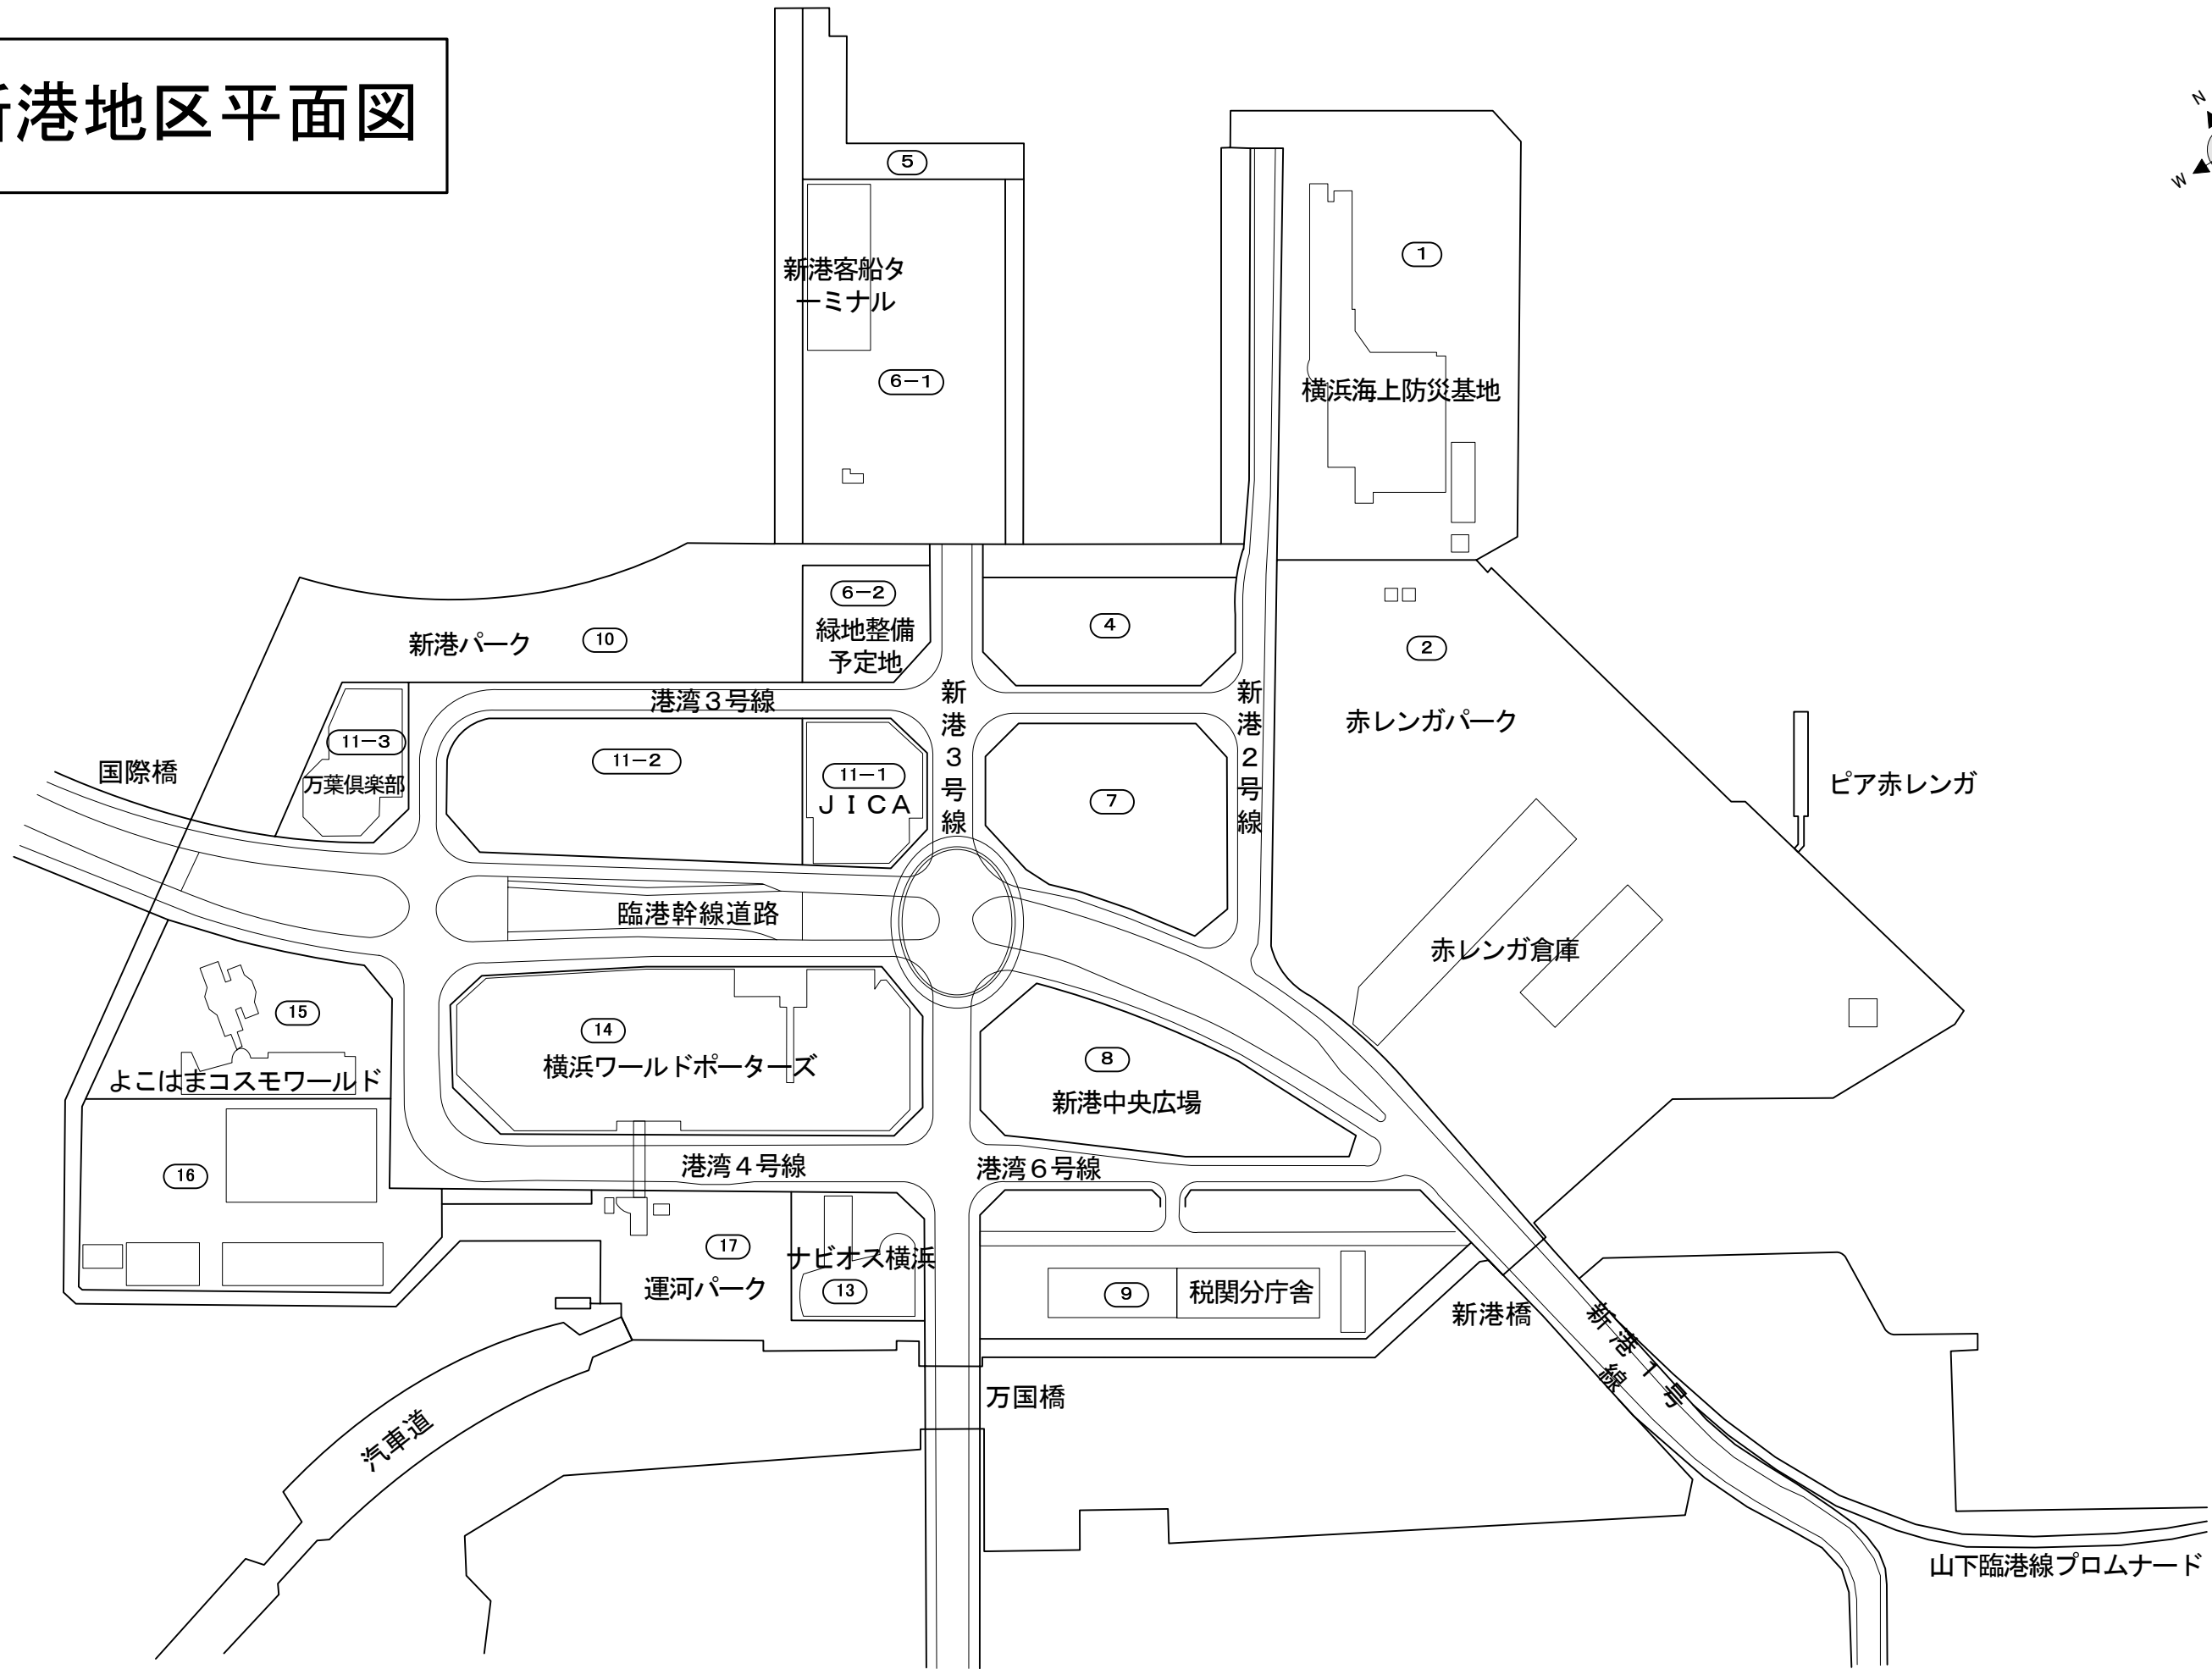 港地区平面図
N
W
5
新港客船タ
ーミナル
6-1
1
横浜海上防災基地
6-2
緑地整備
予定地
新港パーク
10
4
2
赤レンガパーク
港湾3号線
新港3号線
新港2号線
11-3
万葉倶楽部
11-2
11-1
JICA
7
国際橋
ピア赤レンガ
臨港幹線道路
赤レンガ倉庫
15
よこはまコスモワールド
14
横浜ワールドポーターズ
8
新港中央広場
16
港湾4号線
港湾6号線
17
運河パーク
ナビオス横浜
13
9
税関分庁舎
新港橋
新港1号
線
万国橋
汽車道
山下臨港線プロムナード